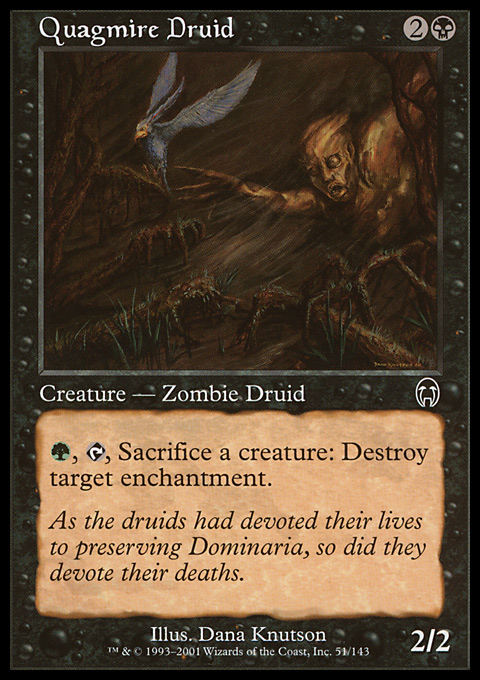 Quagmire Druid 2
Creature — Zombie Druid
, , Sacrifice a creature: Destroy
target enchantment.
As the druids had devoted their lives
to preserving Dominaria, so did they
devote their deaths.
Illus. Dana Knutson
2/2
™ & © 1993–2001 Wizards of the Coast, Inc. 51/143